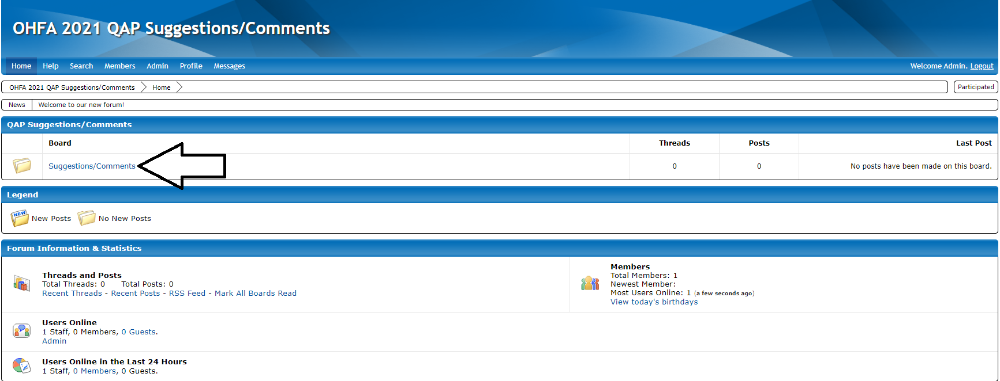 OHFA 2021 QAP Suggestions/Comments
Home Help Search Members Admin Profile Messages Welcome Admin. Logout
OHFA 2021 QAP Suggestions/Comments Home Participated
News Welcome to our new forum!
QAP Suggestions/Comments
Board Threads Posts Last Post
Suggestions/Comments 0 0 No posts have been made on this board.
Legend
NEW New Posts No New Posts
Forum Information & Statistics
Threads and Posts
Total Threads: 0 Total Posts: 0
Recent Threads - Recent Posts - RSS Feed - Mark All Boards Read
Members
Total Members: 1
Newest Member:
Most Users Online: 1 (a few seconds ago)
View today's birthdays
Users Online
1 Staff, 0 Members, 0 Guests.
Admin
Users Online in the Last 24 Hours
1 Staff, 0 Members, 0 Guests.